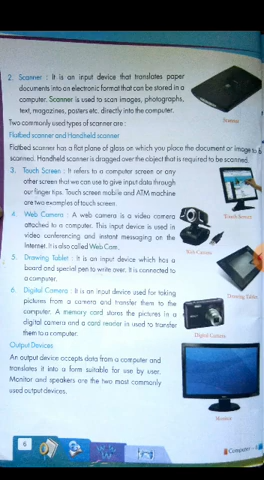 2. Scanner : It is an input device that translates paper
documents into an electronic format that can be stored in a
computer. Scanner is used to scan images, photographs,
text, magazines, posters etc. directly into the computer.
Two commonly used types of scanner are :
Scanner
Flatbed scanner and Handheld scanner
Flatbed scanner has a flat plane of glass on which you place the document or image to b
scanned. Handheld scanner is dragged over the object that is required to be scanned.
3. Touch Screen : It refers to a computer screen or any
other screen that we can use to give input data through
our finger tips. Touch screen mobile and ATM machine
are two examples of touch screen.
Touch Screen
4. Web Camera : A web camera is a video camera
attached to a computer. This input device is used in
video conferencing and instant messaging on the
Internet. It is also called Web Cam.
Web Camera
5. Drawing Tablet : It is an input device which has a
board and special pen to write over. It is connected to
a computer.
Drawing Tablet
6. Digital Camera : It is an input device used for taking
pictures from a camera and transfer them to the
computer. A memory card stores the pictures in a
digital camera and a card reader is used to transfer
them to a computer.
Digital Camera
Output Devices
An output device accepts data from a computer and
translates it into a form suitable for use by user.
Monitor and speakers are the two most commonly
used output devices.
Monitor
6
Computer